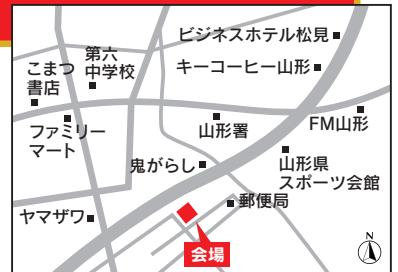 ビジネスホテル松見
第六
中学校
キーコーヒー山形
こまつ
書店
ファミリー
マート
山形署
FM山形
鬼がらし
山形県
スポーツ会館
郵便局
ヤマザワ
会場
N